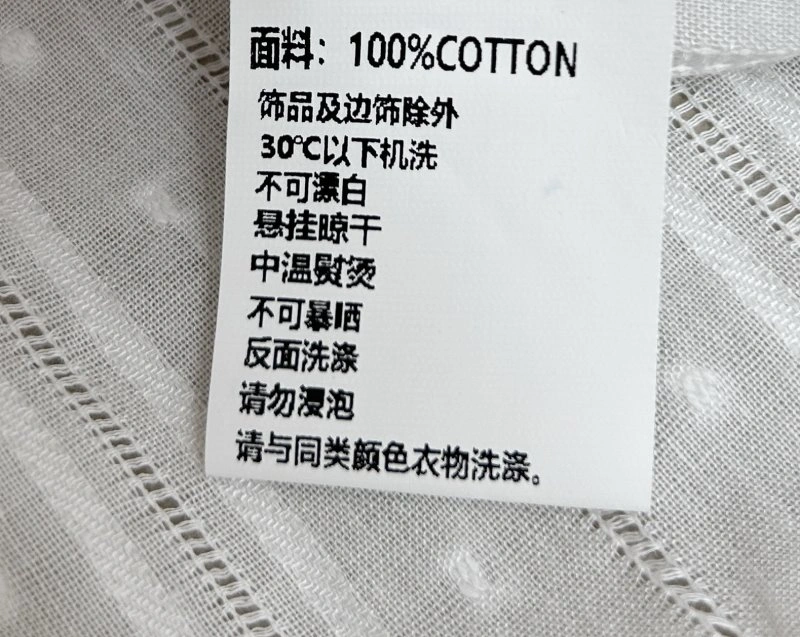 面料：100%COTTON
饰品及边饰除外
30℃以下机洗
不可漂白
悬挂晾干
中温熨烫
不可暴晒
反面洗涤
请勿浸泡
请与同类颜色衣物洗涤。